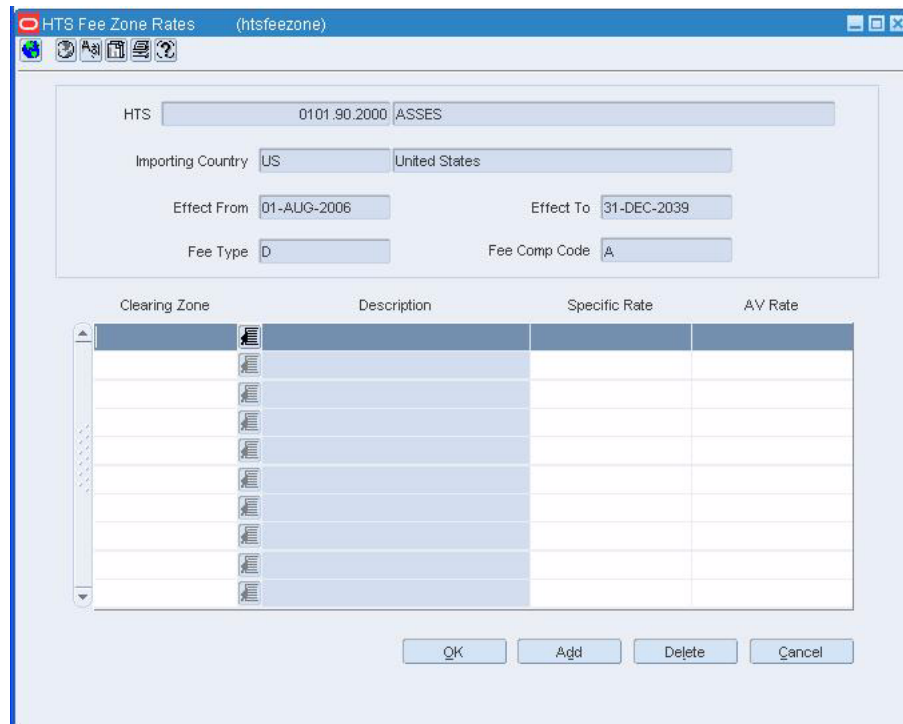 HTS Fee Zone Rates (htsfeezone)
HTS 0101.90.2000 ASSES
Importing Country US United States
Effect From 01-AUG-2006 Effect To 31-DEC-2039
Fee Type D Fee Comp Code A
Clearing Zone Description Specific Rate AV Rate
OK Add Delete Cancel